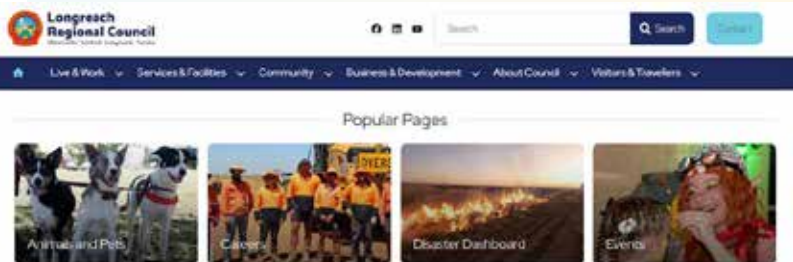 Longreach
Regional Council
Search
Search
Contact
Live & Work
Services & Facilities
Community
Business & Development
About Council
Visitors & Travellers
Popular Pages
Animals and Pets
Careers
Disaster Dashboard
Events